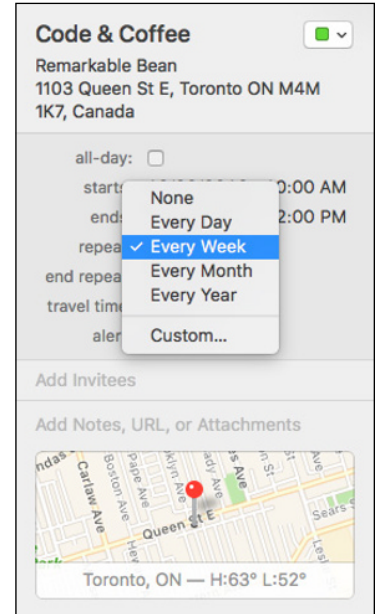 Code & Coffee
Remarkable Bean
1103 Queen St E, Toronto ON M4M
1K7, Canada
all-day:
starts
:00 AM
ends
2:00 PM
repea
end repea
travel time
aler
None
Every Day
Every Week
Every Month
Every Year
Custom...
Add Invitees
Add Notes, URL, or Attachments
Carlaw Ave
Boston Ave
Pape Ave
Queen St E
Sears
Toronto, ON — H:63° L:52°